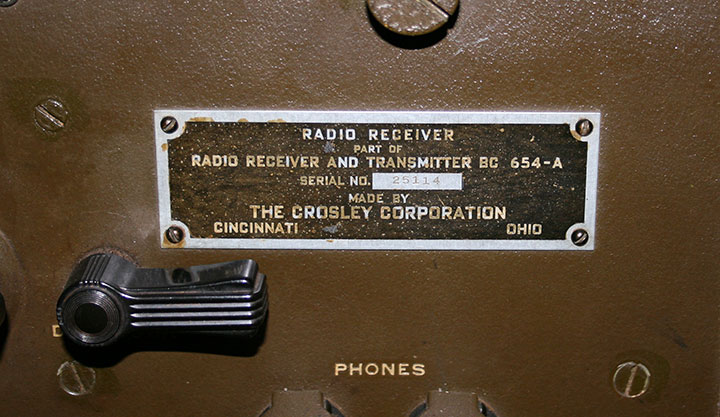 RADIO RECEIVER
PART OF
RADIO RECEIVER AND TRANSMITTER BC 654-A
SERIAL NO. 25114
MADE BY
THE CROSLEY CORPORATION
CINCINNATI OHIO
PHONES